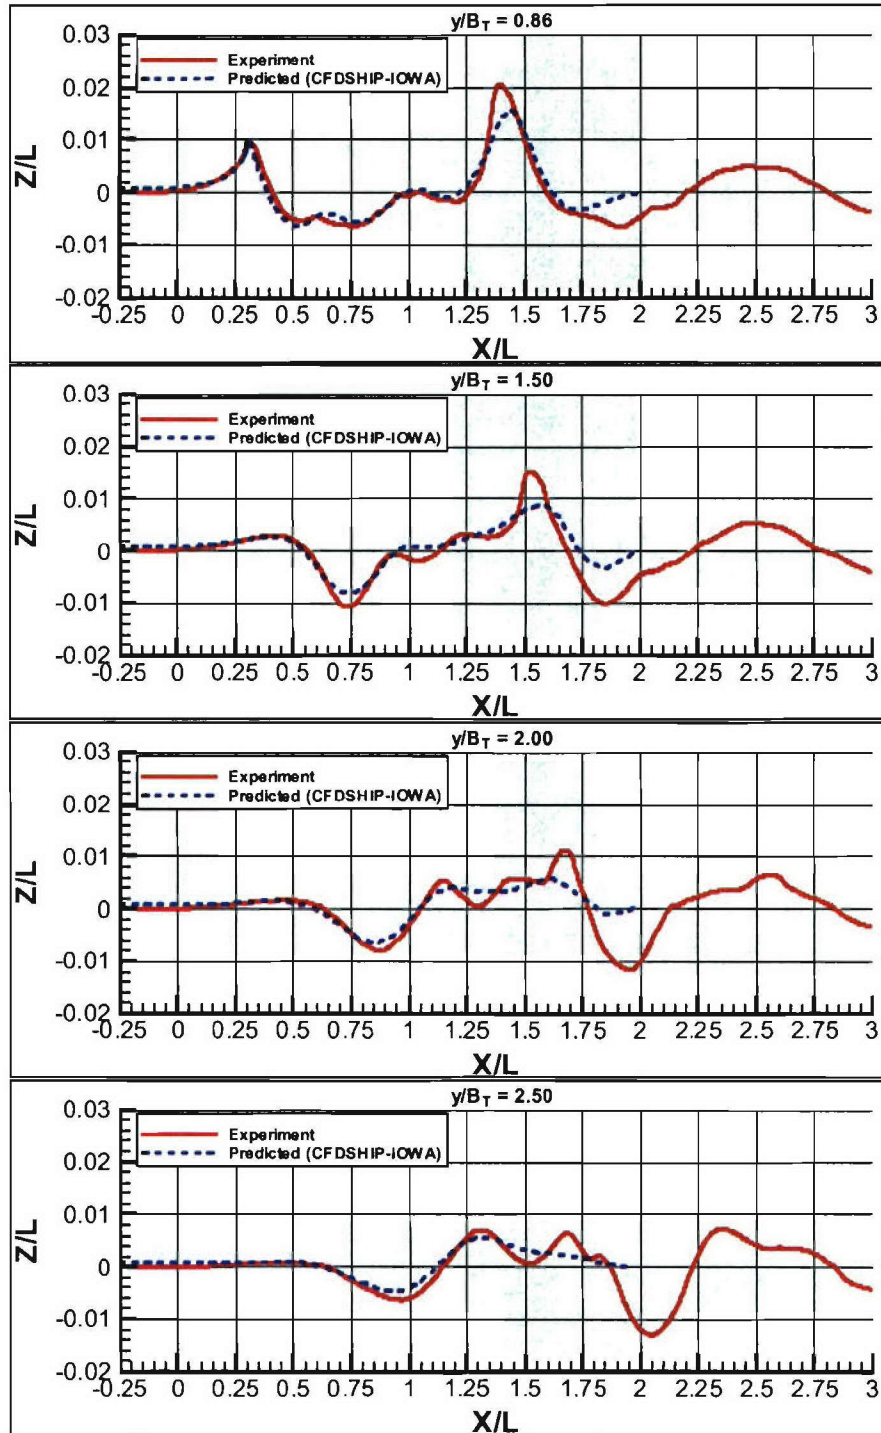 y/B_T = 0.86
0.03
Experiment
Predicted (CFDSHIP-IOWA)
0.02
0.01
Z/L
0
-0.01
-0.02
-0.25 0 0.25 0.5 0.75 1 1.25 1.5 1.75 2 2.25 2.5 2.75 3
X/L
y/B_T = 1.50
0.03
Experiment
Predicted (CFDSHIP-IOWA)
0.02
0.01
Z/L
0
-0.01
-0.02
-0.25 0 0.25 0.5 0.75 1 1.25 1.5 1.75 2 2.25 2.5 2.75 3
X/L
y/B_T = 2.00
0.03
Experiment
Predicted (CFDSHIP-IOWA)
0.02
0.01
Z/L
0
-0.01
-0.02
-0.25 0 0.25 0.5 0.75 1 1.25 1.5 1.75 2 2.25 2.5 2.75 3
X/L
y/B_T = 2.50
0.03
Experiment
Predicted (CFDSHIP-IOWA)
0.02
0.01
Z/L
0
-0.01
-0.02
-0.25 0 0.25 0.5 0.75 1 1.25 1.5 1.75 2 2.25 2.5 2.75 3
X/L